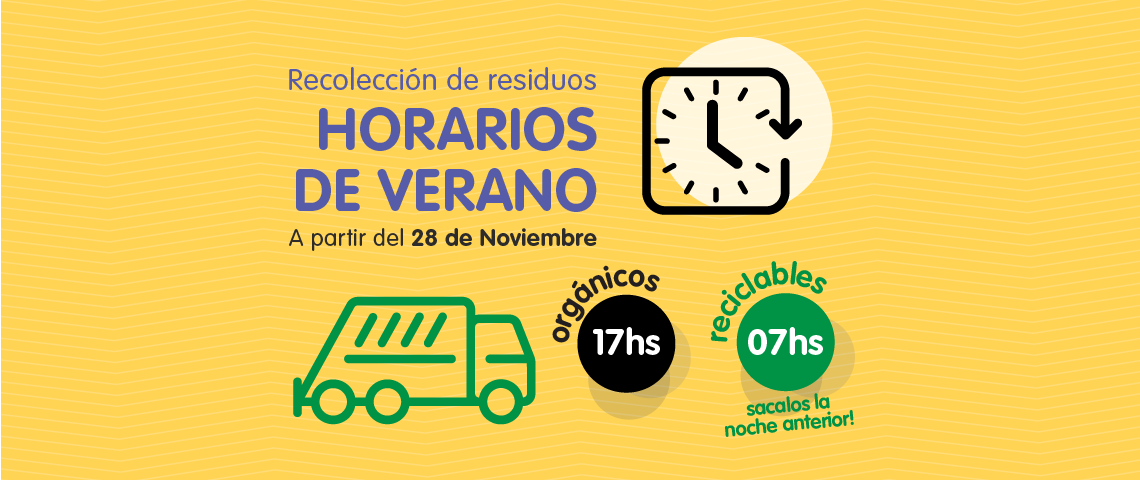 Recolección de residuos
HORARIOS
DE VERANO
A partir del 28 de Noviembre
orgánicos
17hs
reciclables
07hs
sacalos la
noche anterior!